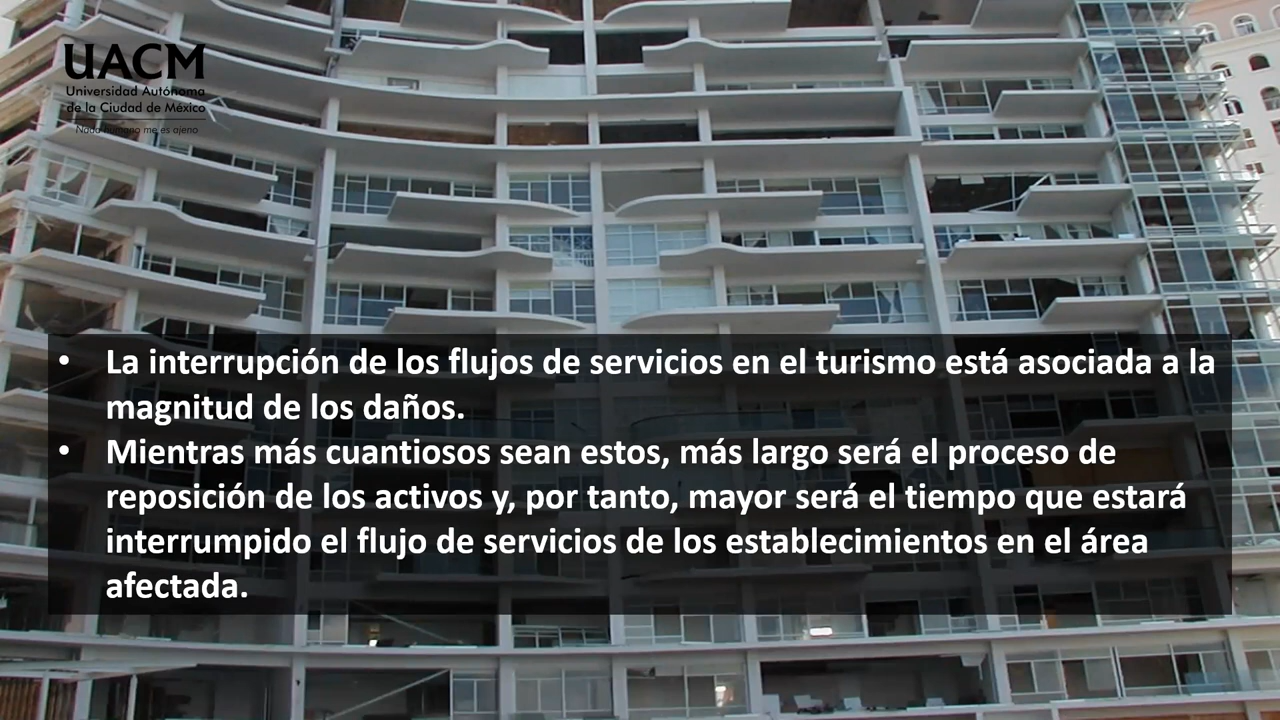 UACM
Universidad Autónoma
de la Ciudad de México
Nada humano me es ajeno
• La interrupción de los flujos de servicios en el turismo está asociada a la
magnitud de los daños.
• Mientras más cuantiosos sean estos, más largo será el proceso de
reposición de los activos y, por tanto, mayor será el tiempo que estará
interrumpido el flujo de servicios de los establecimientos en el área
afectada.